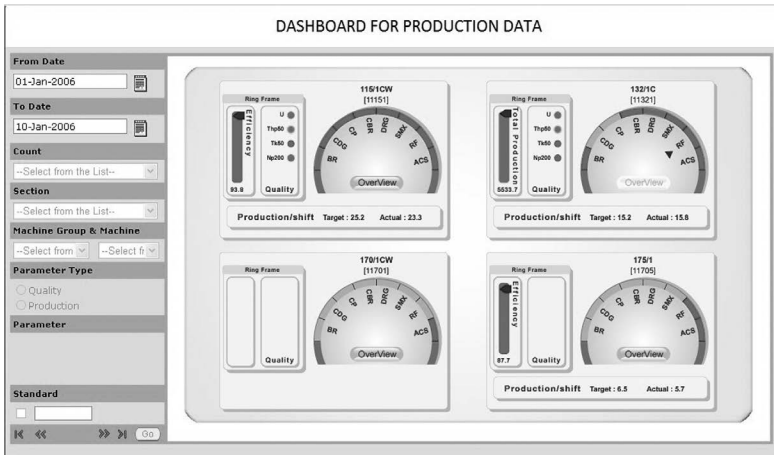 DASHBOARD FOR PRODUCTION DATA
From Date
01-Jan-2006
To Date
10-Jan-2006
Count
--Select from the List--
Section
--Select from the List--
Machine Group & Machine
--Select from
--Select fr
Parameter Type
Quality
Production
Parameter
Standard
Go
115/1CW
[11151]
Ring Frame
Efficiency
93.8
U
Thp50
Tk50
Np200
Quality
BR
CDG
CP
CBR
DRG
SMX
RF
ACS
OverView
Production/shift Target : 25.2 Actual : 23.3
132/1C
[11321]
Ring Frame
Total Production
5533.7
U
Thp50
Tk50
Np200
Quality
BR
CDG
CP
CBR
DRG
SMX
RF
ACS
OverView
Production/shift Target : 15.2 Actual : 15.6
170/1CW
[11701]
Ring Frame
Quality
BR
CDG
CP
CBR
DRG
SMX
RF
ACS
OverView
175/1
[11705]
Ring Frame
Efficiency
87.7
Quality
BR
CDG
CP
CBR
DRG
SMX
RF
ACS
OverView
Production/shift Target : 6.5 Actual : 5.7